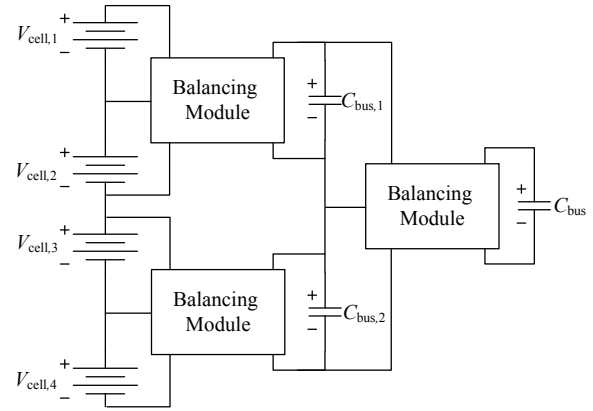 +
V_cell,1
−
Balancing
Module
+
C_bus,1
−
+
V_cell,2
−
Balancing
Module
+
C_bus
−
+
V_cell,3
−
Balancing
Module
+
C_bus,2
−
+
V_cell,4
−